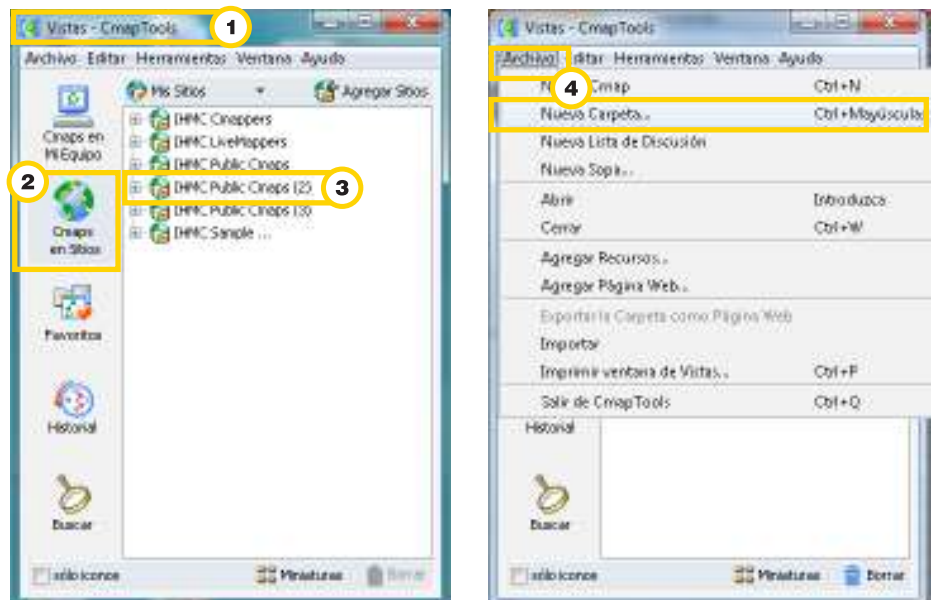 Vistas - CmapTools
1
Archivo Editar Herramientas Ventana Ayuda
Mis Sitios
Agregar Sitios
Cmaps en
Mi Equipo
IHMC Cmappers
IHMC LiveMappers
IHMC Public Cmaps
2
IHMC Public Cmaps (2)
3
IHMC Public Cmaps (3)
Cmaps
en Sitios
IHMC Sample ...
Favoritos
Historial
Buscar
sólo iconos
Miniaturas
Borrar
Vistas - CmapTools
Archivo Editar Herramientas Ventana Ayuda
4
Cmap Ctrl+N
Nueva Carpeta... Ctrl+Mayúscula
Nueva Lista de Discusión
Nueva Sopa...
Abrir Introduzca
Cerrar Ctrl+W
Agregar Recursos...
Agregar Página Web...
Exportar la Carpeta como Página Web
Importar
Imprimir ventana de Vistas... Ctrl+P
Salir de CmapTools Ctrl+Q
Historial
Buscar
sólo iconos
Miniaturas
Borrar